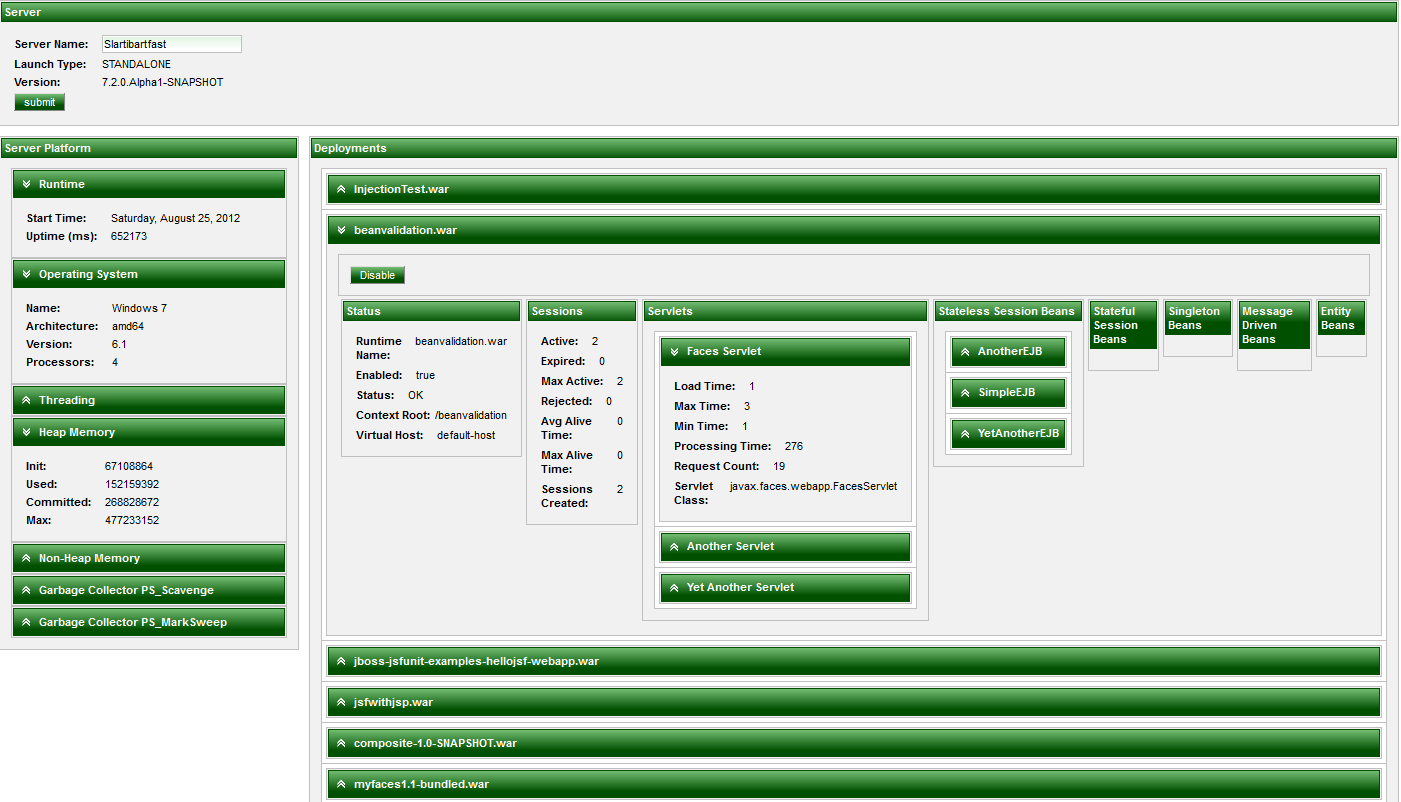 Server
Server Name: Slartibartfast
Launch Type: STANDALONE
Version: 7.2.0.Alpha1-SNAPSHOT
submit
Server Platform
Runtime
Start Time: Saturday, August 25, 2012
Uptime (ms): 652173
Operating System
Name: Windows 7
Architecture: amd64
Version: 6.1
Processors: 4
Threading
Heap Memory
Init: 67108864
Used: 152159392
Committed: 268828672
Max: 477233152
Non-Heap Memory
Garbage Collector PS_Scavenge
Garbage Collector PS_MarkSweep
Deployments
InjectionTest.war
beanvalidation.war
Disable
Status
Runtime beanvalidation.war
Name:
Enabled: true
Status: OK
Context Root: /beanvalidation
Virtual Host: default-host
Sessions
Active: 2
Expired: 0
Max Active: 2
Rejected: 0
Avg Alive 0
Time:
Max Alive 0
Time:
Sessions 2
Created:
Servlets
Faces Servlet
Load Time: 1
Max Time: 3
Min Time: 1
Processing Time: 276
Request Count: 19
Servlet javax.faces.webapp.FacesServlet
Class:
Another Servlet
Yet Another Servlet
Stateless Session Beans
AnotherEJB
SimpleEJB
YetAnotherEJB
Stateful
Session
Beans
Singleton
Beans
Message
Driven
Beans
Entity
Beans
jboss-jsfunit-examples-hellojsf-webapp.war
jsfwithjsp.war
composite-1.0-SNAPSHOT.war
myfaces1.1-bundled.war